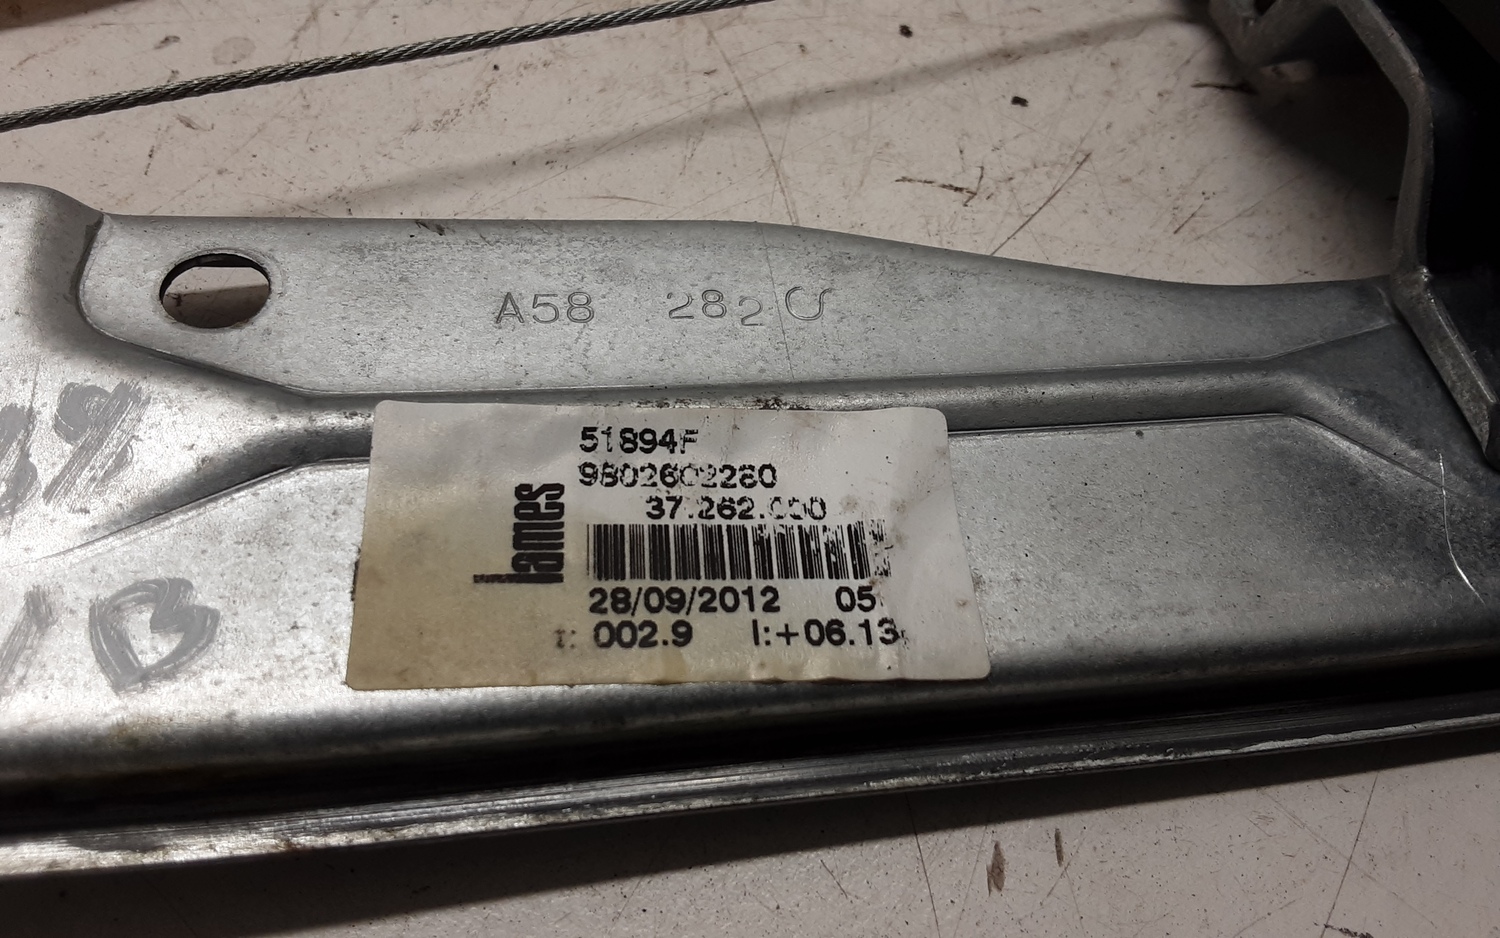 A58 282
51894F
9802602280
37.262.000
lames
28/09/2012 05
002.9 I:+06.13
B